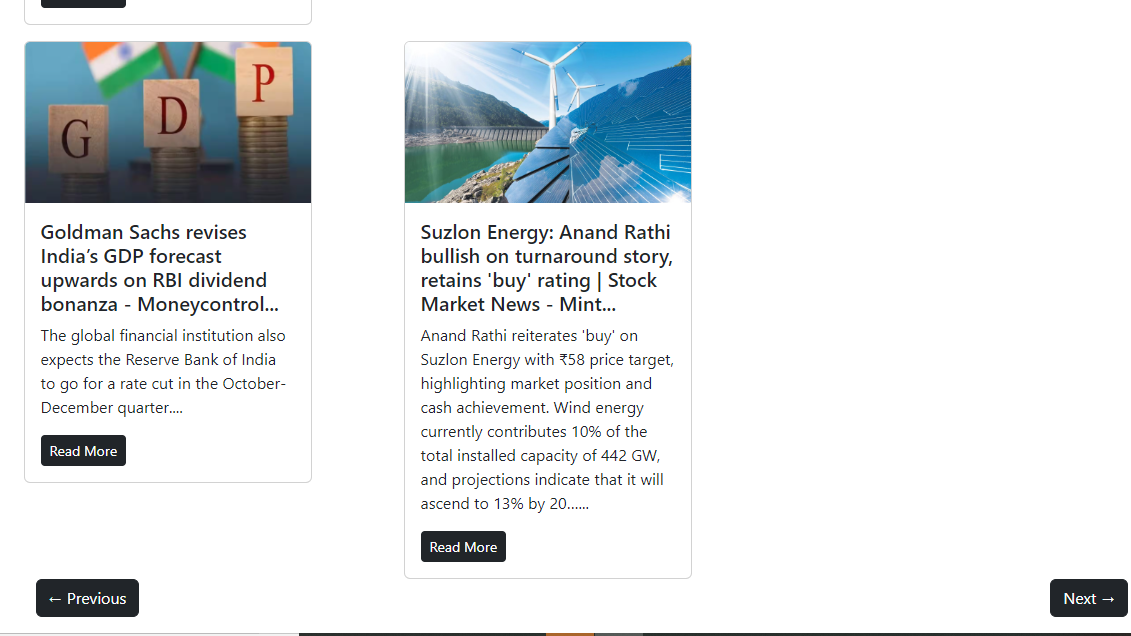 G D P
Goldman Sachs revises
India’s GDP forecast
upwards on RBI dividend
bonanza - Moneycontrol...
The global financial institution also
expects the Reserve Bank of India
to go for a rate cut in the October-
December quarter....
Read More
Suzlon Energy: Anand Rathi
bullish on turnaround story,
retains 'buy' rating | Stock
Market News - Mint...
Anand Rathi reiterates 'buy' on
Suzlon Energy with ₹58 price target,
highlighting market position and
cash achievement. Wind energy
currently contributes 10% of the
total installed capacity of 442 GW,
and projections indicate that it will
ascend to 13% by 20......
Read More
← Previous
Next →